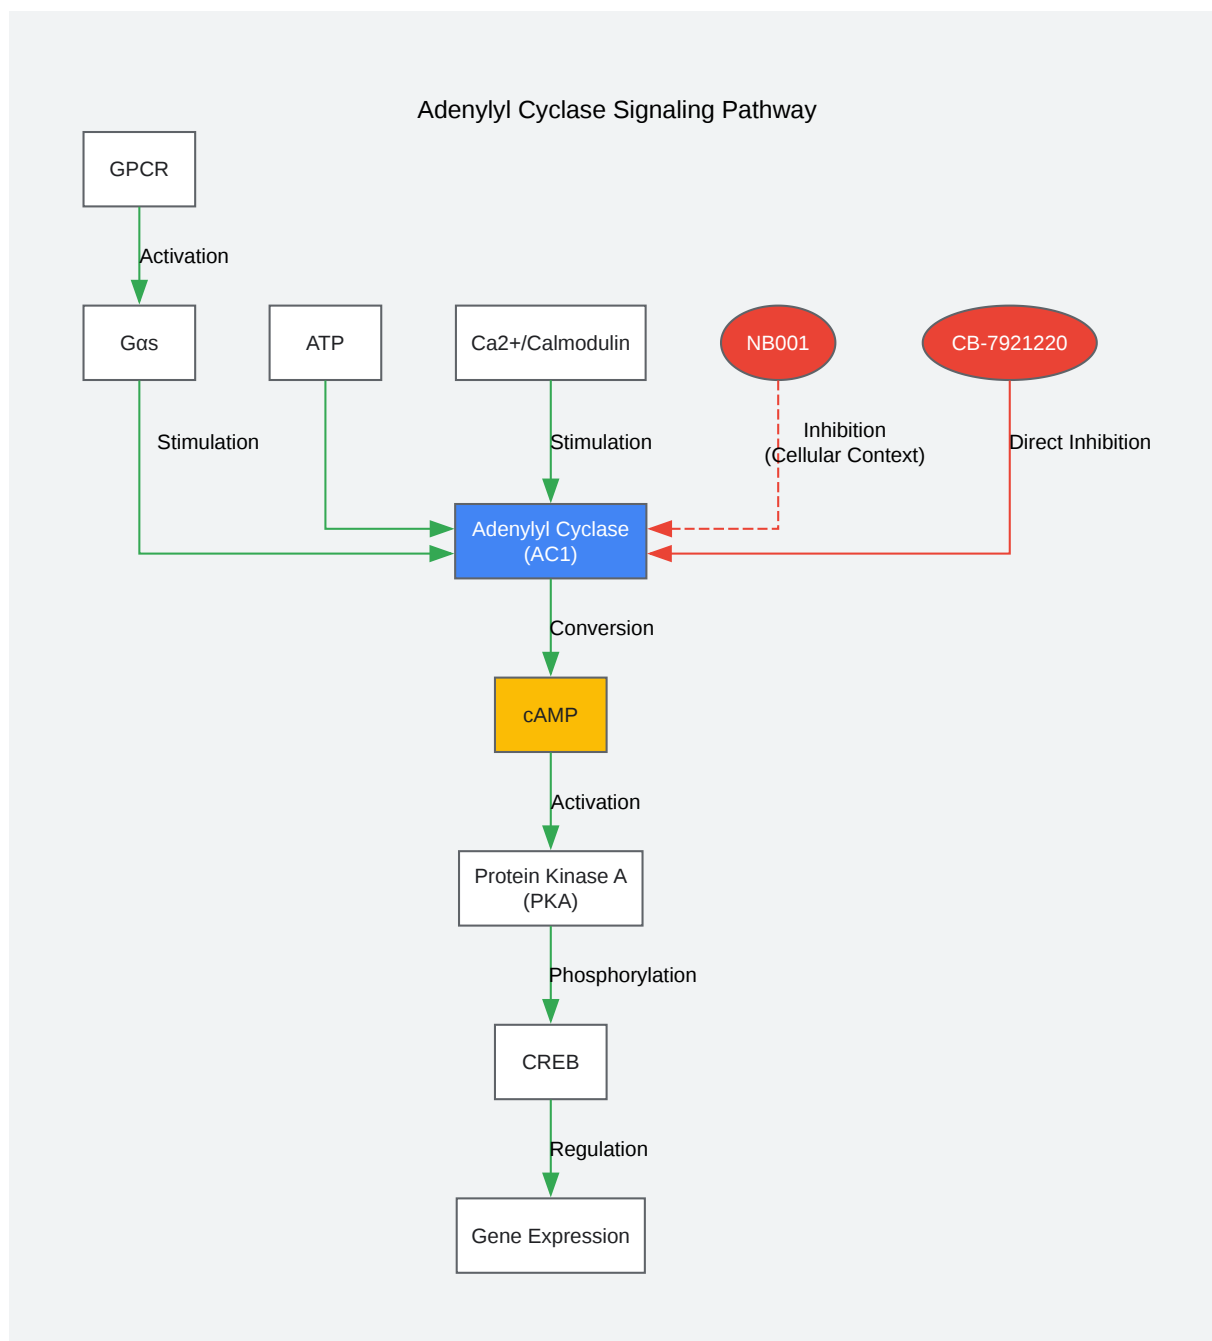 Adenylyl Cyclase Signaling Pathway
GPCR
Activation
Gαs
ATP
Ca2+/Calmodulin
NB001
CB-7921220
Stimulation
Stimulation
Inhibition
(Cellular Context)
Direct Inhibition
Adenylyl Cyclase
(AC1)
Conversion
cAMP
Activation
Protein Kinase A
(PKA)
Phosphorylation
CREB
Regulation
Gene Expression